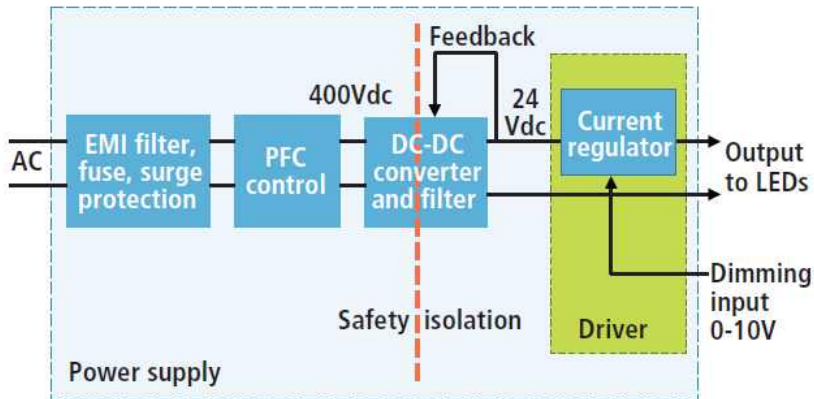 Feedback
400Vdc
24
Vdc
AC
EMI filter,
fuse, surge
protection
PFC
control
DC-DC
converter
and filter
Current
regulator
Output
to LEDs
Dimming
input
0-10V
Safety isolation
Driver
Power supply